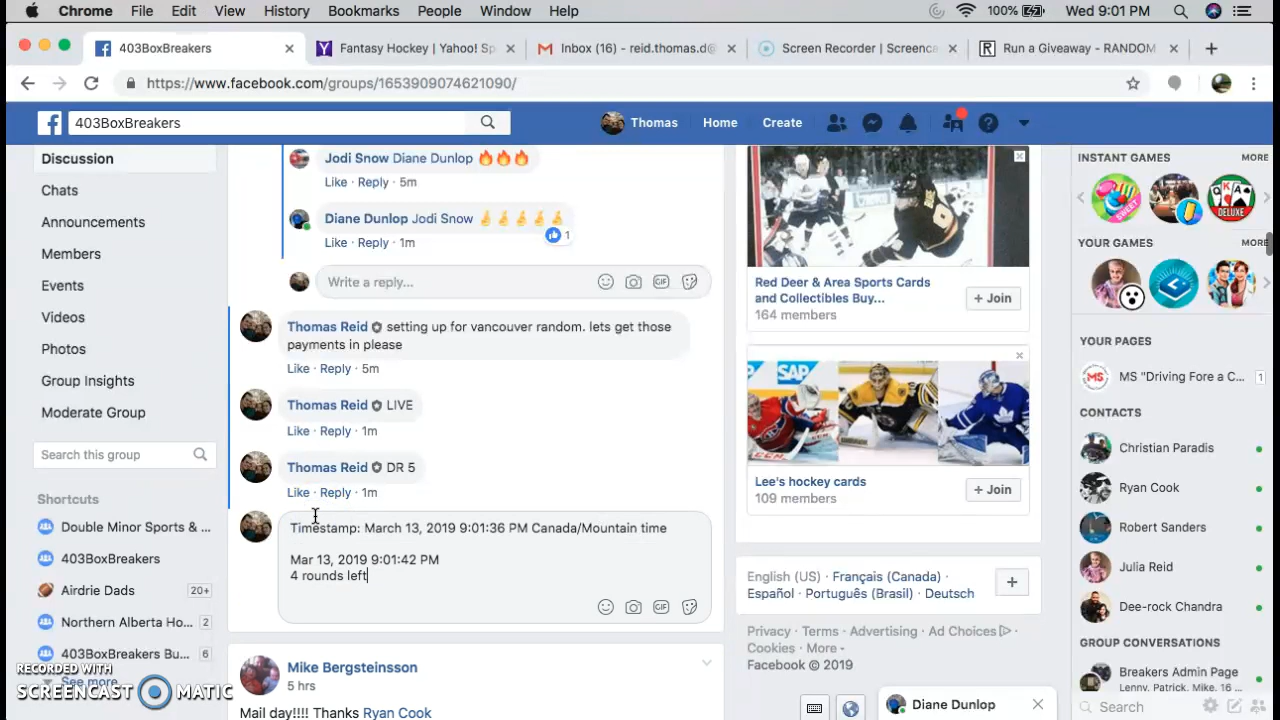 Chrome File Edit View History Bookmarks People Window Help 100% Wed 9:01 PM
403BoxBreakers Fantasy Hockey | Yahoo! Sp Inbox (16) - reid.thomas.d@ Screen Recorder | Screenca Run a Giveaway - RANDOM
https://www.facebook.com/groups/1653909074621090/
403BoxBreakers Thomas Home Create
Discussion
Chats
Announcements
Members
Events
Videos
Photos
Group Insights
Moderate Group
Search this group
Shortcuts
Double Minor Sports & ...
403BoxBreakers
Airdrie Dads 20+
Northern Alberta Ho... 2
403BoxBreakers Bu... 6
See more
RECORDED WITH
SCREENCAST MATIC
Jodi Snow Diane Dunlop 🔥🔥🔥
Like · Reply · 5m
Diane Dunlop Jodi Snow 🤞🤞🤞🤞🤞
1
Like · Reply · 1m
Write a reply...
GIF
Thomas Reid setting up for vancouver random. lets get those
payments in please
Like · Reply · 5m
Thomas Reid LIVE
Like · Reply · 1m
Thomas Reid DR 5
Like · Reply · 1m
Timestamp: March 13, 2019 9:01:36 PM Canada/Mountain time
Mar 13, 2019 9:01:42 PM
4 rounds left
GIF
Mike Bergsteinsson
5 hrs
Mail day!!!! Thanks Ryan Cook
Red Deer & Area Sports Cards
and Collectibles Buy...
164 members
+ Join
SAP
Lee's hockey cards
109 members
+ Join
English (US) · Français (Canada) ·
Español · Português (Brasil) · Deutsch
Privacy · Terms · Advertising · Ad Choices ·
Cookies · More
Facebook © 2019
Diane Dunlop
INSTANT GAMES MORE
DELUXE
YOUR GAMES MORE
YOUR PAGES
MS MS "Driving Fore a C... 1
CONTACTS
Christian Paradis
Ryan Cook
Robert Sanders
Julia Reid
Dee-rock Chandra
GROUP CONVERSATIONS
Breakers Admin Page
Lenny, Patrick, Mike, 16 ...
Search